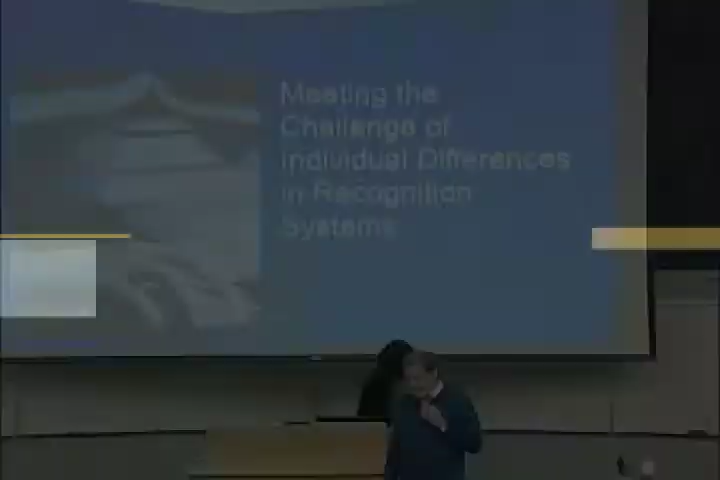 Meeting the
Challenge of
Individual Differences
in Recognition
Systems